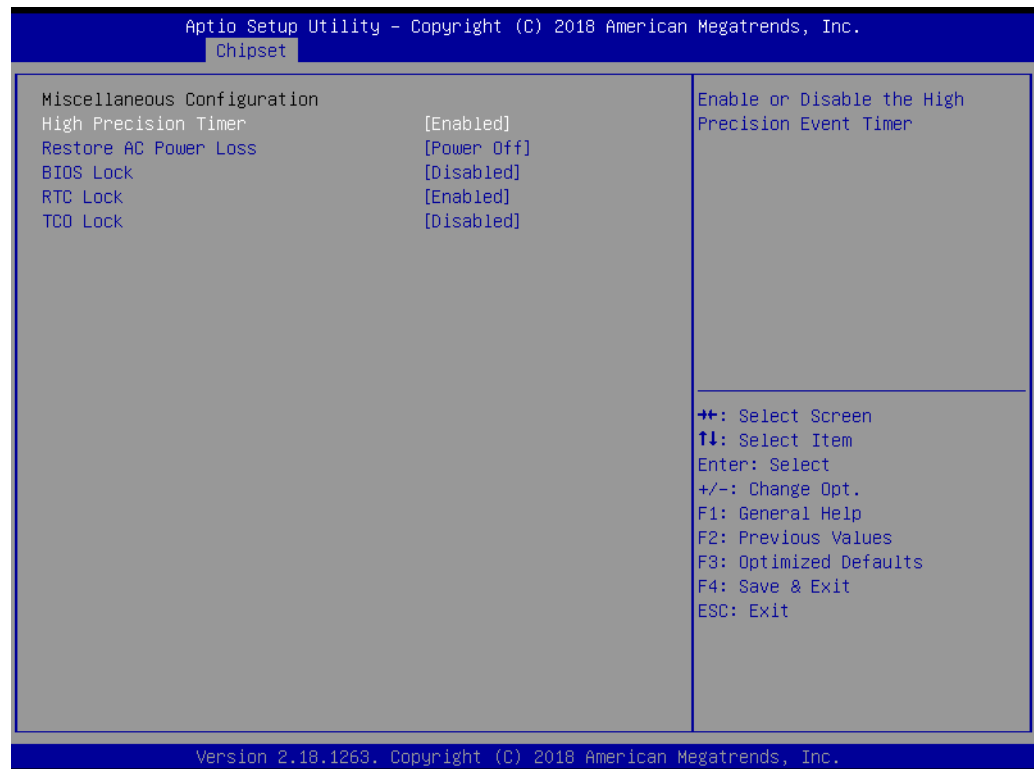 Aptio Setup Utility – Copyright (C) 2018 American Megatrends, Inc.
Chipset
Miscellaneous Configuration
High Precision Timer [Enabled]
Restore AC Power Loss [Power Off]
BIOS Lock [Disabled]
RTC Lock [Enabled]
TCO Lock [Disabled]
Enable or Disable the High
Precision Event Timer
→←: Select Screen
↑↓: Select Item
Enter: Select
+/-: Change Opt.
F1: General Help
F2: Previous Values
F3: Optimized Defaults
F4: Save & Exit
ESC: Exit
Version 2.18.1263. Copyright (C) 2018 American Megatrends, Inc.